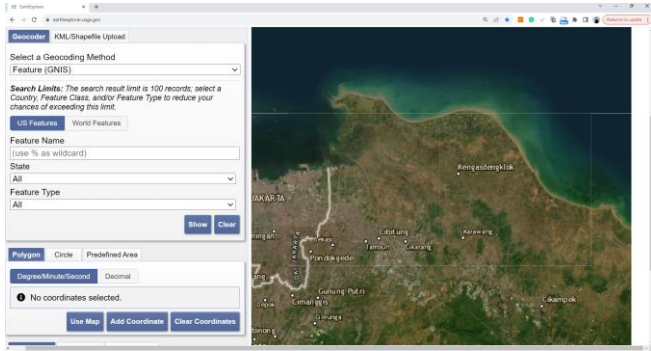 EarthExplorer
earthexplorer.usgs.gov
Geocoder KML/Shapefile Upload
Select a Geocoding Method
Feature (GNIS)
Search Limits: The search result limit is 100 records; select a
Country, Feature Class, and/or Feature Type to reduce your
chances of exceeding this limit.
US Features World Features
Feature Name
(use % as wildcard)
State
All
Feature Type
All
Show Clear
Polygon Circle Predefined Area
Degree/Minute/Second Decimal
No coordinates selected.
Use Map Add Coordinate Clear Coordinates
Rengasdengklok
JAKARTA
Cibitung
Karawang
Bekasi
Tambun
Cikarang
Pondokgede
DKI JAKARTA
Gunung Putri
Depok
Cimanggis
Cileungsi
Cikampek